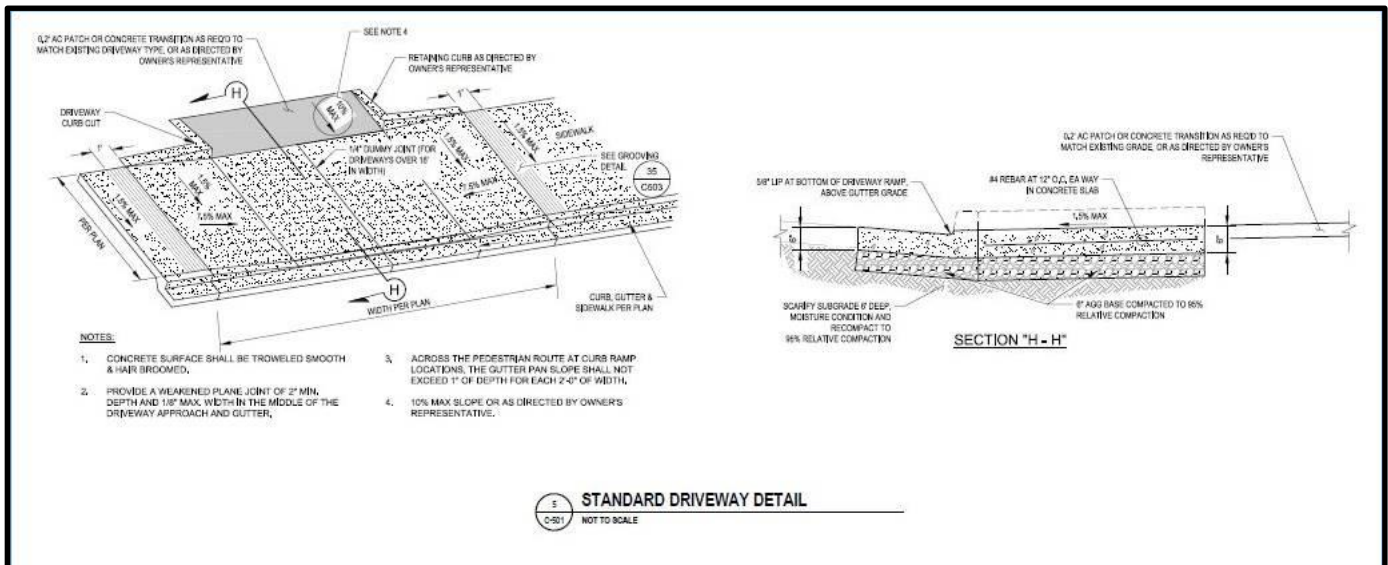 0.2' AC PATCH OR CONCRETE TRANSITION AS REQ'D TO
MATCH EXISTING DRIVEWAY TYPE, OR AS DIRECTED BY
OWNER'S REPRESENTATIVE
SEE NOTE 4
RETAINING CURB AS DIRECTED BY
OWNER'S REPRESENTATIVE
H
10%
MAX
DRIVEWAY
CURB CUT
1'
1'
1.5% MAX
SIDEWALK
1/4" DUMMY JOINT (FOR
DRIVEWAYS OVER 16'
IN WIDTH)
1.5% MAX
1.5% MAX
SEE GROOVING
DETAIL
35
C603
1.5% MAX
1.5%
MAX
1.5% MAX
PER PLAN
H
WIDTH PER PLAN
CURB, GUTTER &
SIDEWALK PER PLAN
NOTES:
1. CONCRETE SURFACE SHALL BE TROWELED SMOOTH
& HAIR BROOMED.
2. PROVIDE A WEAKENED PLANE JOINT OF 2" MIN.
DEPTH AND 1/8" MAX. WIDTH IN THE MIDDLE OF THE
DRIVEWAY APPROACH AND GUTTER.
3. ACROSS THE PEDESTRIAN ROUTE AT CURB RAMP
LOCATIONS, THE GUTTER PAN SLOPE SHALL NOT
EXCEED 1" OF DEPTH FOR EACH 2'-0" OF WIDTH.
4. 10% MAX SLOPE OR AS DIRECTED BY OWNER'S
REPRESENTATIVE.
0.2' AC PATCH OR CONCRETE TRANSITION AS REQ'D TO
MATCH EXISTING GRADE, OR AS DIRECTED BY OWNER'S
REPRESENTATIVE
5/8" LIP AT BOTTOM OF DRIVEWAY RAMP,
ABOVE GUTTER GRADE
#4 REBAR AT 12" O.C. EA WAY
IN CONCRETE SLAB
1.5% MAX
SCARIFY SUBGRADE 6" DEEP,
MOISTURE CONDITION AND
RECOMPACT TO
95% RELATIVE COMPACTION
6" AGG BASE COMPACTED TO 95%
RELATIVE COMPACTION
SECTION "H - H"
5
C-501
STANDARD DRIVEWAY DETAIL
NOT TO SCALE